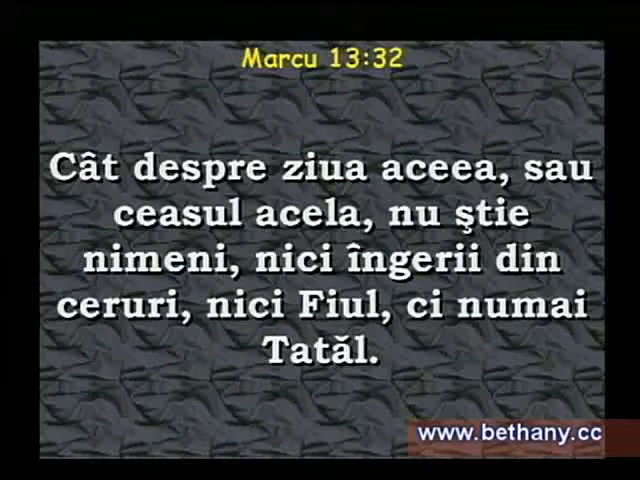 Marcu 13:32
Cât despre ziua aceea, sau
ceasul acela, nu ştie
nimeni, nici îngerii din
ceruri, nici Fiul, ci numai
Tatăl.
www.bethany.cc